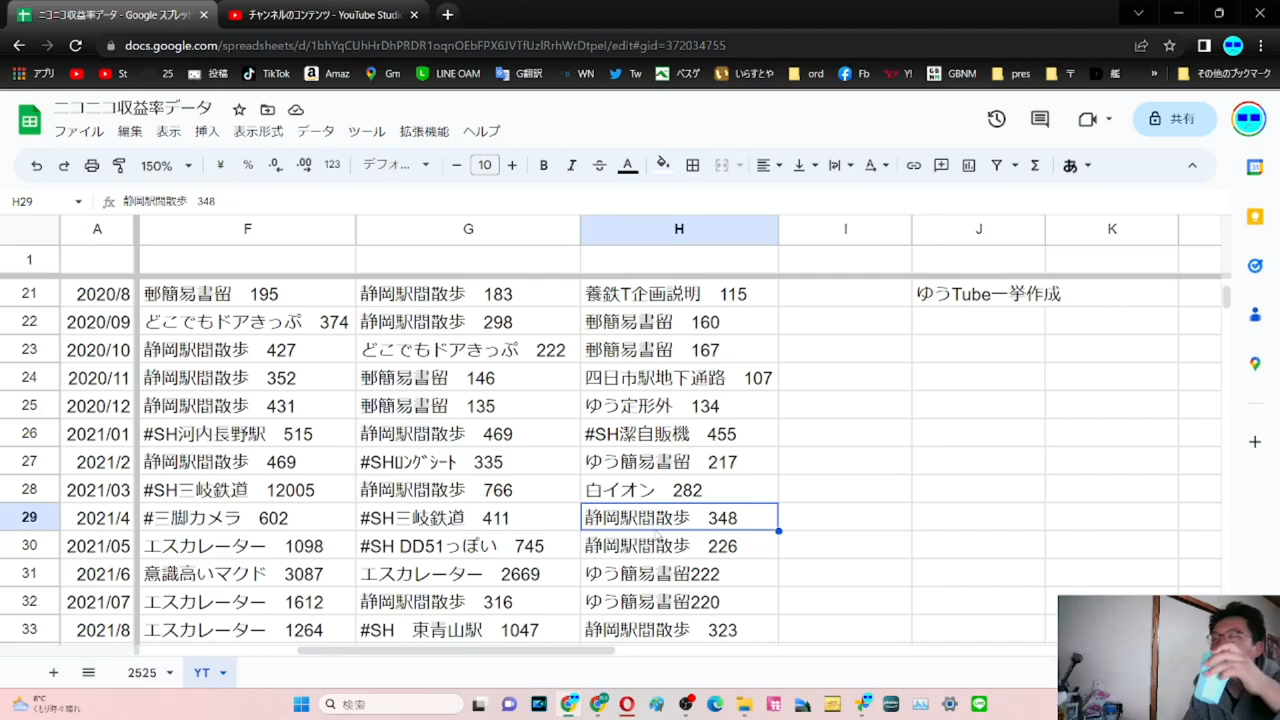 ニコニコ収益率データ - Google スプレッ
チャンネルのコンテンツ - YouTube Studi
docs.google.com/spreadsheets/d/1bhYqCUhHrDhPRDR1oqnOEbFPX6JVTfUzlRrhWrDtpeI/edit#gid=372034755
アプリ St 25 投稿 TikTok Amaz Gm LINE OAM G翻訳 WN Tw ペスゲ いらすとや ord Fb Y! GBNM pres 〒 艦 » その他のブックマーク
ニコニコ収益率データ
ファイル 編集 表示 挿入 表示形式 データ ツール 拡張機能 ヘルプ
共有
150% ¥ % .0 .00 123 デフォ... − 10 + B I A Σ あ
H29 fx 静岡駅間散歩 348
A F G H I J K
1
21 2020/8 郵簡易書留 195 静岡駅間散歩 183 養鉄T企画説明 115 ゆうTube一挙作成
22 2020/09 どこでもドアきっぷ 374 静岡駅間散歩 298 郵簡易書留 160
23 2020/10 静岡駅間散歩 427 どこでもドアきっぷ 222 郵簡易書留 167
24 2020/11 静岡駅間散歩 352 郵簡易書留 146 四日市駅地下通路 107
25 2020/12 静岡駅間散歩 431 郵簡易書留 135 ゆう定形外 134
26 2021/01 #SH河内長野駅 515 静岡駅間散歩 469 #SH潔自販機 455
27 2021/2 静岡駅間散歩 469 #SHﾛﾝｸﾞｼｰﾄ 335 ゆう簡易書留 217
28 2021/03 #SH三岐鉄道 12005 静岡駅間散歩 766 白イオン 282
29 2021/4 #三脚カメラ 602 #SH三岐鉄道 411 静岡駅間散歩 348
30 2021/05 エスカレーター 1098 #SH DD51っぽい 745 静岡駅間散歩 226
31 2021/6 意識高いマクド 3087 エスカレーター 2669 ゆう簡易書留222
32 2021/07 エスカレーター 1612 静岡駅間散歩 316 ゆう簡易書留220
33 2021/8 エスカレーター 1264 #SH 東青山駅 1047 静岡駅間散歩 323
2525 YT
8°C
くもり時々晴れ
検索